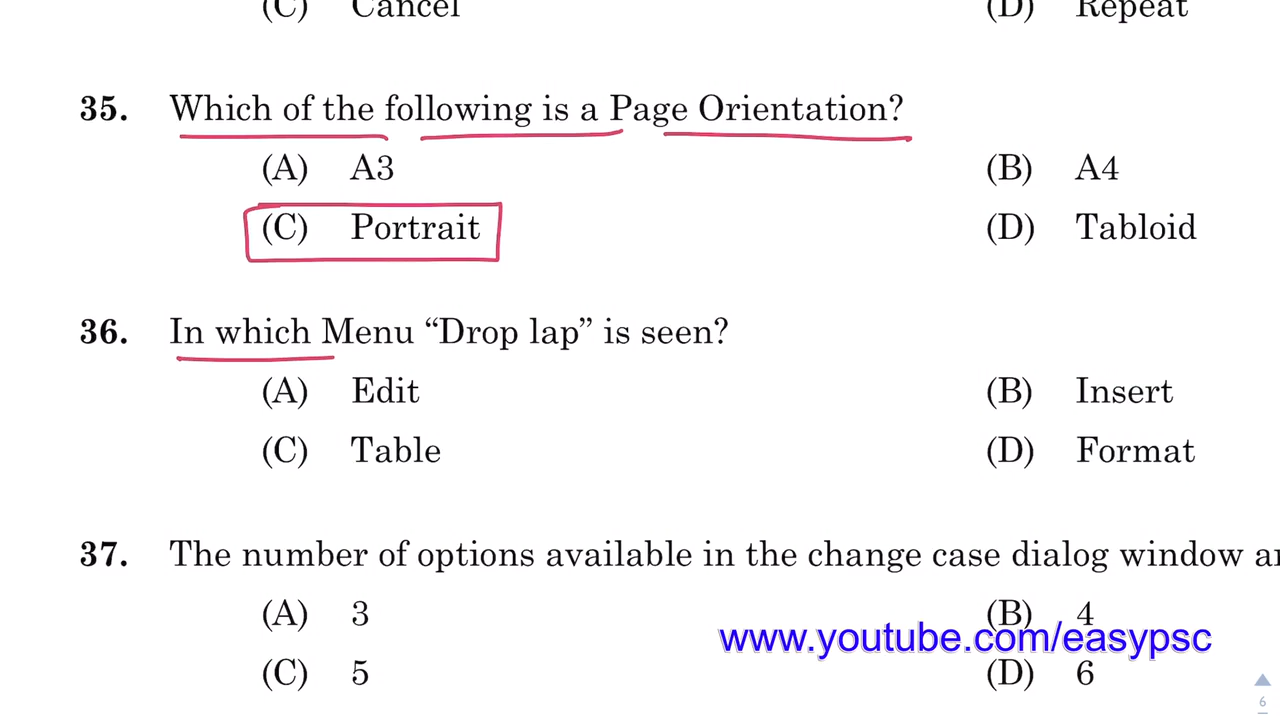 (C) Cancel (D) Repeat
35. Which of the following is a Page Orientation?
(A) A3 (B) A4
(C) Portrait (D) Tabloid
36. In which Menu “Drop lap” is seen?
(A) Edit (B) Insert
(C) Table (D) Format
37. The number of options available in the change case dialog window
(A) 3 (B) 4
www.youtube.com/easypsc
(C) 5 (D) 6
6